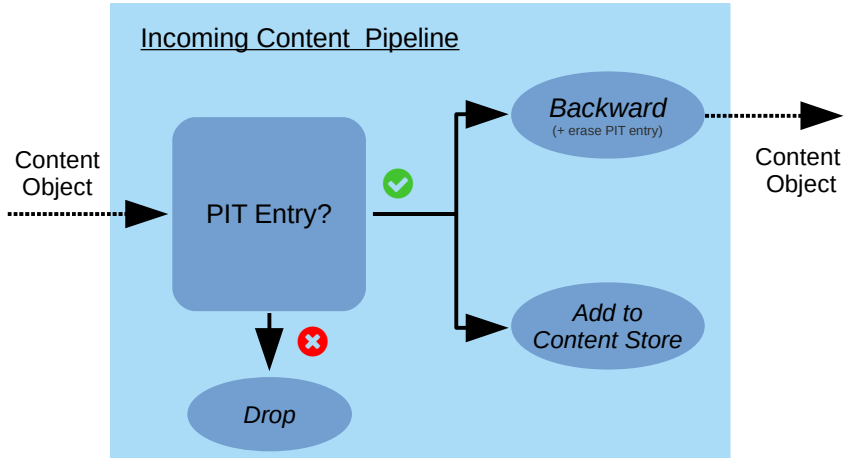 Incoming Content Pipeline
Content
Object
PIT Entry?
Backward
(+ erase PIT entry)
Content
Object
Add to
Content Store
Drop